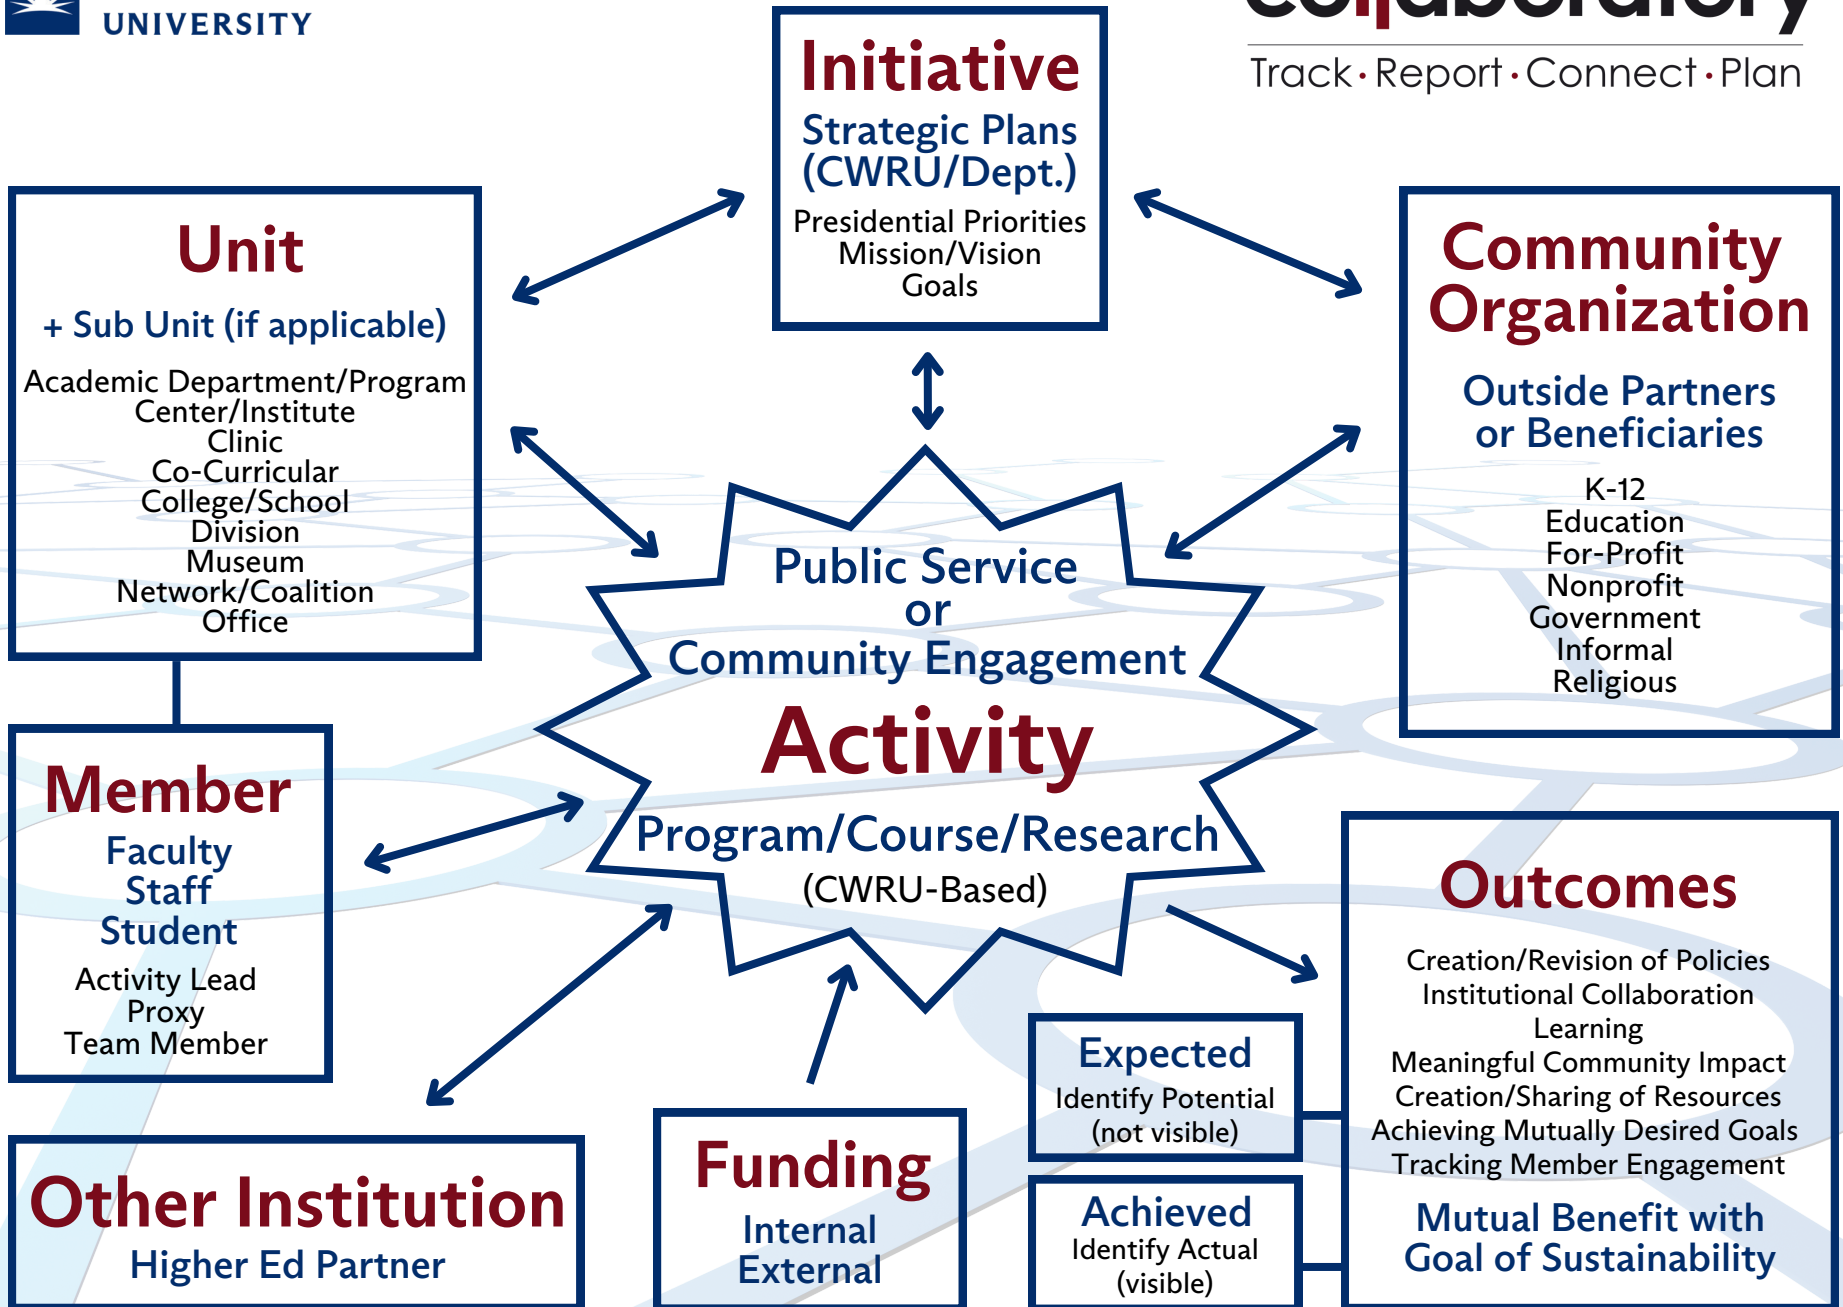 UNIVERSITY
collaboratory
Track·Report·Connect·Plan
Initiative
Strategic Plans
(CWRU/Dept.)
Presidential Priorities
Mission/Vision
Goals
Unit
+ Sub Unit (if applicable)
Academic Department/Program
Center/Institute
Clinic
Co-Curricular
College/School
Division
Museum
Network/Coalition
Office
Community
Organization
Outside Partners
or Beneficiaries
K-12
Education
For-Profit
Nonprofit
Government
Informal
Religious
Public Service
or
Community Engagement
Activity
Program/Course/Research
(CWRU-Based)
Member
Faculty
Staff
Student
Activity Lead
Proxy
Team Member
Other Institution
Higher Ed Partner
Funding
Internal
External
Expected
Identify Potential
(not visible)
Achieved
Identify Actual
(visible)
Outcomes
Creation/Revision of Policies
Institutional Collaboration
Learning
Meaningful Community Impact
Creation/Sharing of Resources
Achieving Mutually Desired Goals
Tracking Member Engagement
Mutual Benefit with
Goal of Sustainability